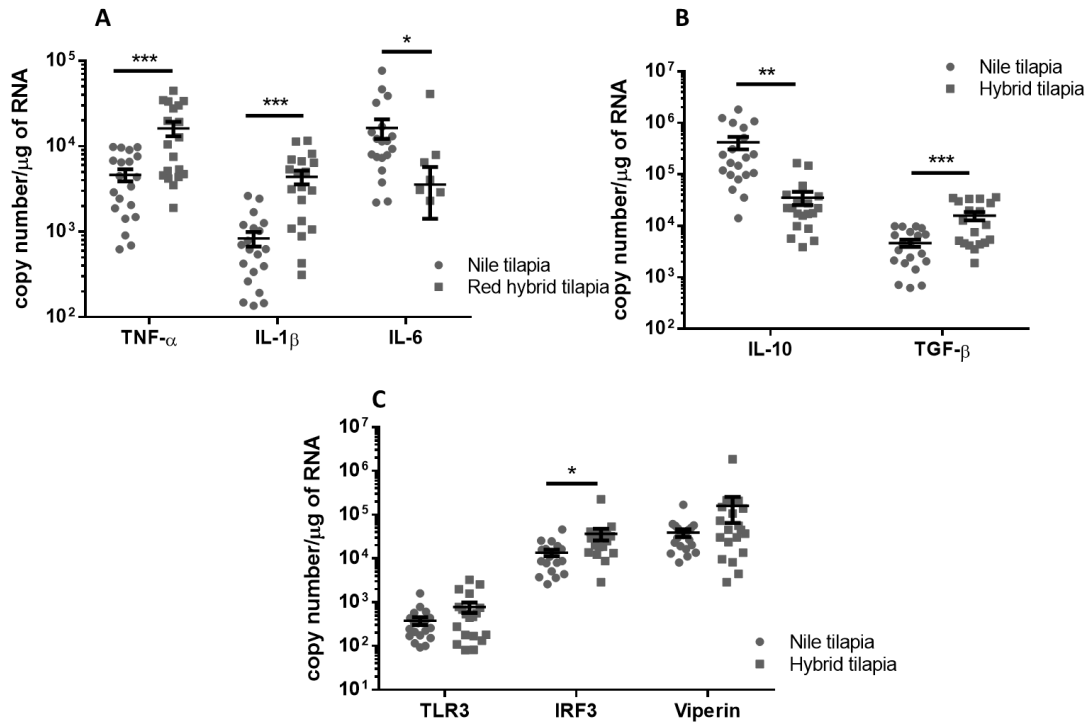 A
copy number/μg of RNA
10^5
10^4
10^3
10^2
***
***
*
Nile tilapia
Red hybrid tilapia
TNF-α IL-1β IL-6
B
copy number/μg of RNA
10^7
10^6
10^5
10^4
10^3
10^2
**
***
Nile tilapia
Hybrid tilapia
IL-10 TGF-β
C
copy number/μg of RNA
10^7
10^6
10^5
10^4
10^3
10^2
10^1
*
Nile tilapia
Hybrid tilapia
TLR3 IRF3 Viperin